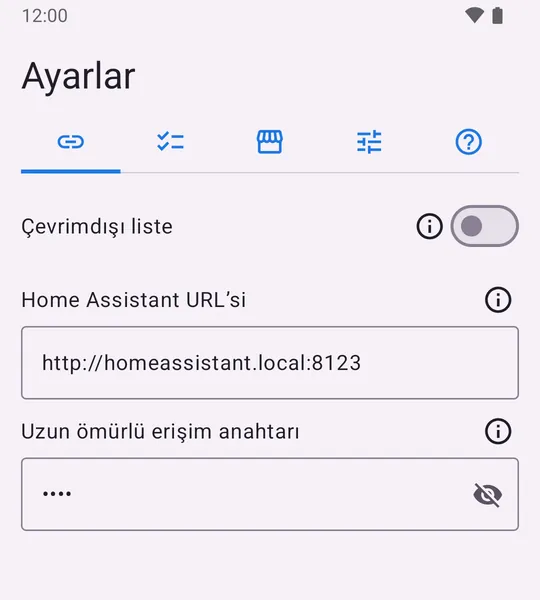 12:00
Ayarlar
Çevrimdışı liste
Home Assistant URL’si
http://homeassistant.local:8123
Uzun ömürlü erişim anahtarı
••••